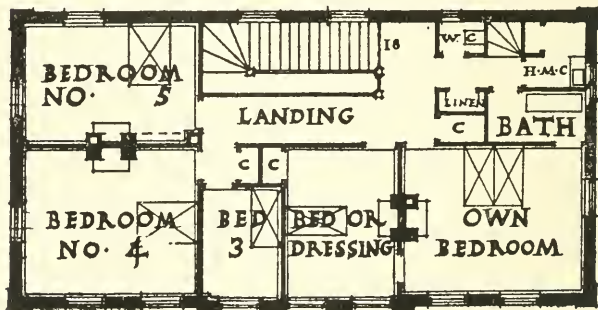 BEDROOM
NO. 5
18
W.C
H.M.C
LANDING
LINEN
C
BATH
C C
BEDROOM
NO. 4
BED
3
BED OR
DRESSING
OWN
BEDROOM